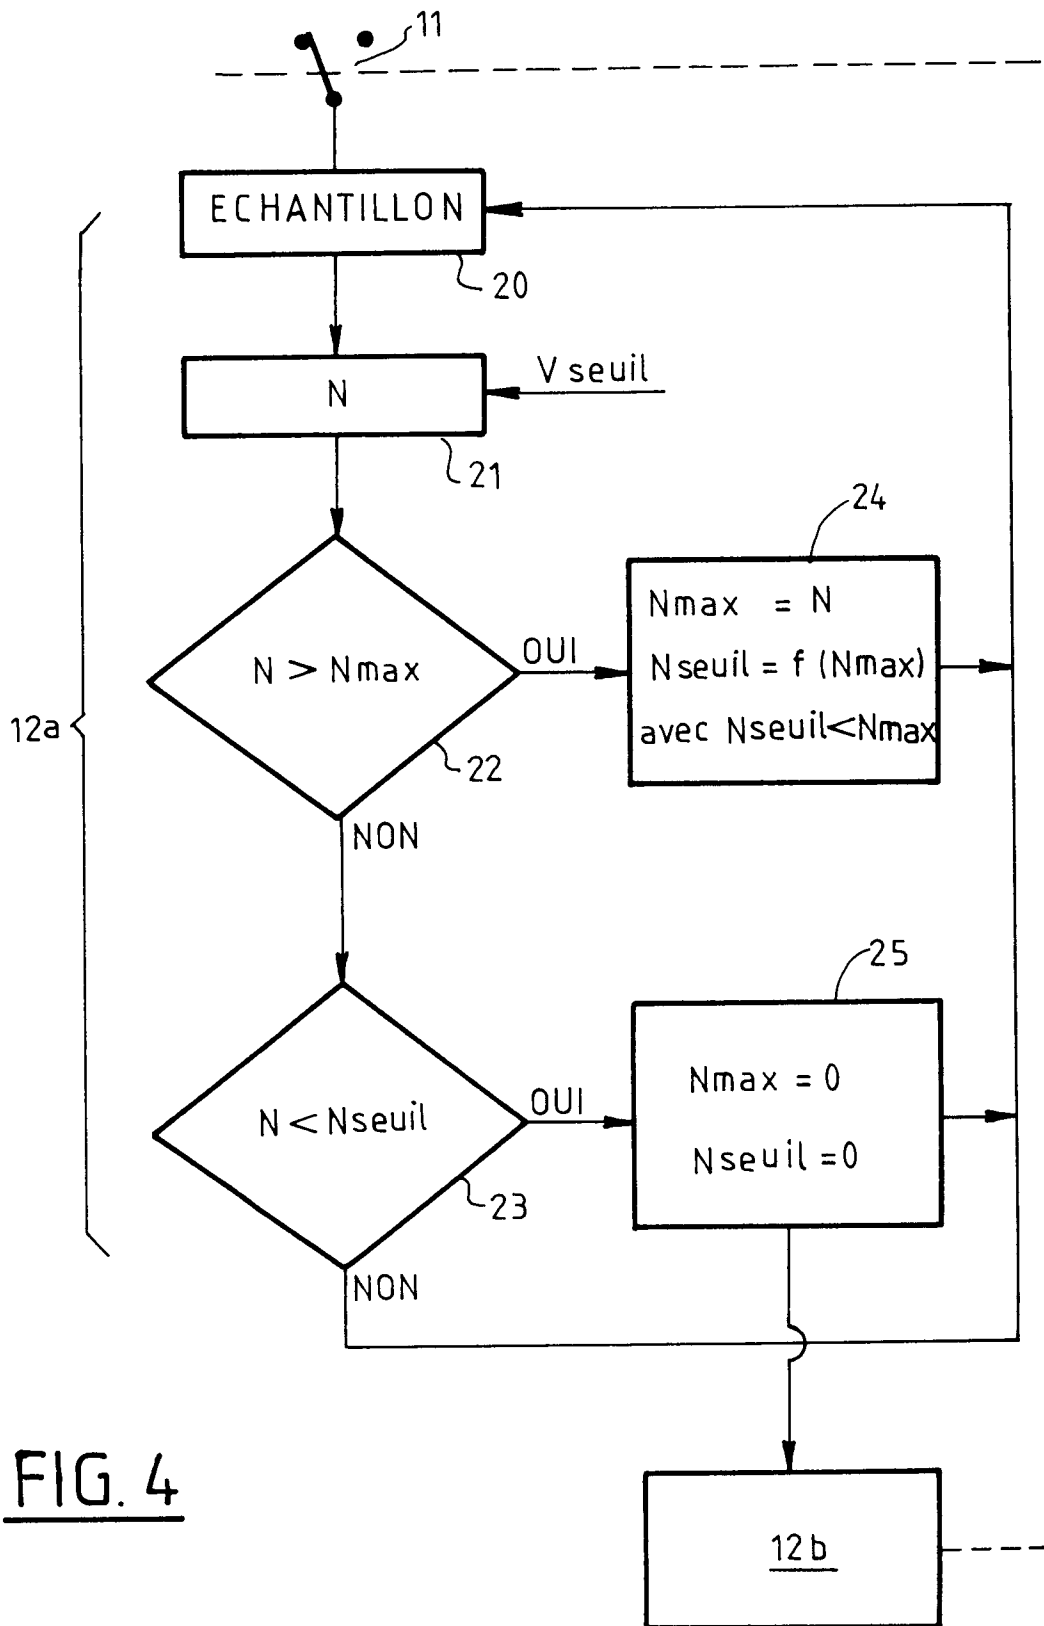 11
ECHANTILLON
20
V seuil
N
21
24
Nmax = N
Nseuil = f (Nmax)
avec Nseuil<Nmax
N > Nmax
OUI
12a
22
NON
25
Nmax = 0
Nseuil = 0
N < Nseuil
OUI
23
NON
FIG. 4
12b